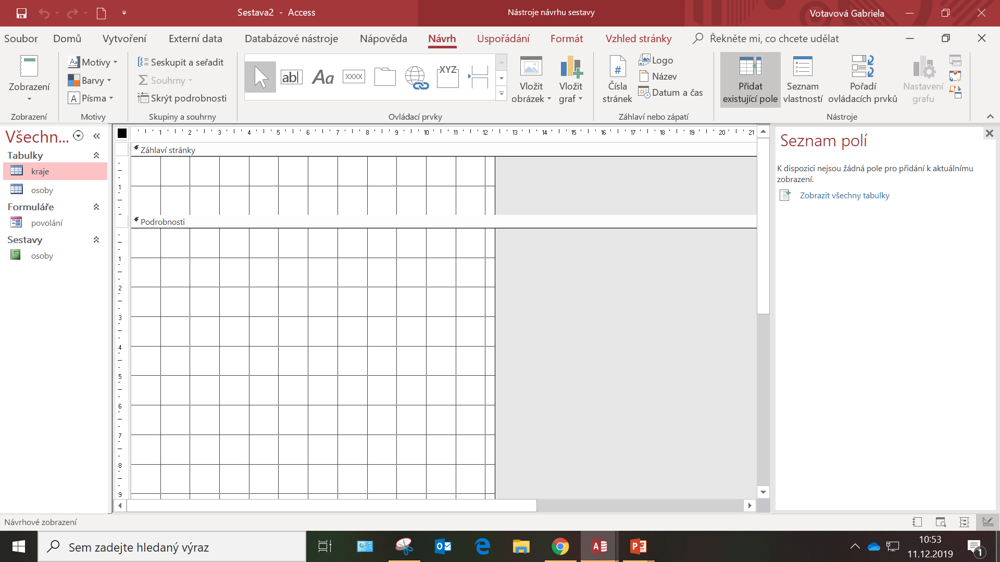 Sestava2 - Access
Nástroje návrhu sestavy
Votavová Gabriela
Soubor Domů Vytvoření Externí data Databázové nástroje Nápověda Návrh Uspořádání Formát Vzhled stránky Řekněte mi, co chcete udělat
Zobrazení
Motivy
Barvy
Písma
A
Aa
Seskupit a seřadit
Souhrny
Skrýt podrobnosti
ab
Aa
XXXX
XYZ
Vložit
obrázek
Vložit
graf
#
Čísla
stránek
Logo
Název
Datum a čas
Přidat
existující pole
Seznam
vlastností
Pořadí
ovládacích prvků
Nastavení
grafu
Zobrazení Motivy Skupiny a souhrny Ovládací prvky Záhlaví nebo zápatí Nástroje
Všechn...
Tabulky
kraje
osoby
Formuláře
povolání
Sestavy
osoby
1 2 3 4 5 6 7 8 9 10 11 12 13 14 15 16 17 18 19 20 21
Záhlaví stránky
1
Podrobnosti
1
2
3
4
5
6
7
8
9
Seznam polí
K dispozici nejsou žádná pole pro přidání k aktuálnímu
zobrazení.
Zobrazit všechny tabulky
Návrhové zobrazení
Sem zadejte hledaný výraz
10:53
11.12.2019
1